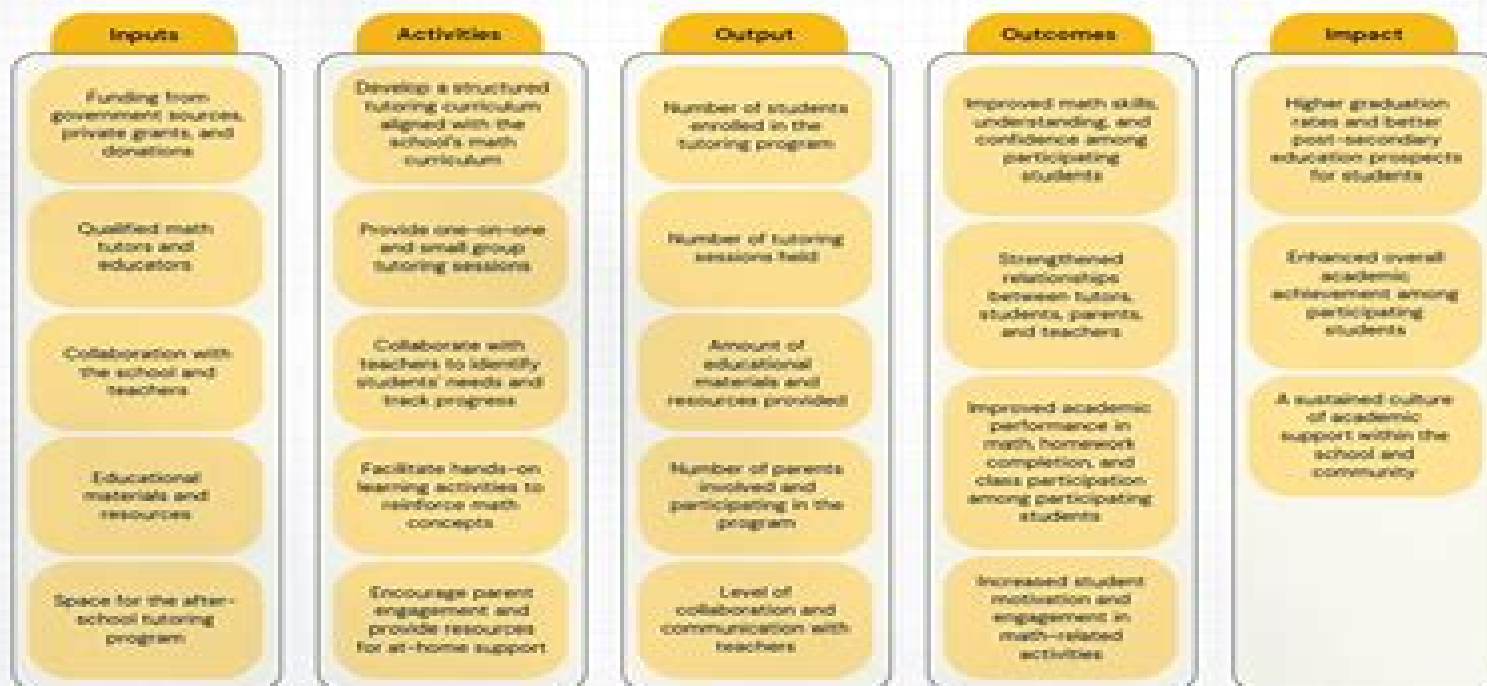 Inputs
Funding from
government sources,
private grants, and
donations
Qualified math
tutors and
educators
Collaboration with
the school and
teachers
Educational
materials and
resources
Space for the after-
school tutoring
program
Activities
Develop a structured
tutoring curriculum
aligned with the
school's math
curriculum
Provide one-on-one
and small group
tutoring sessions
Collaborate with
teachers to identify
students' needs and
track progress
Facilitate hands-on
learning activities to
reinforce math
concepts
Encourage parent
engagement and
provide resources
for at-home support
Output
Number of students
enrolled in the
tutoring program
Number of tutoring
sessions held
Amount of
educational
materials and
resources provided
Number of parents
involved and
participating in the
program
Level of
collaboration and
communication with
teachers
Outcomes
Improved math skills,
understanding, and
confidence among
participating
students
Strengthened
relationships
between tutors,
students, parents,
and teachers
Improved academic
performance in
math, homework
completion, and
class participation
among participating
students
Increased student
motivation and
engagement in
math-related
activities
Impact
Higher graduation
rates and better
post-secondary
education prospects
for students
Enhanced overall
academic
achievement among
participating
students
A sustained culture
of academic
support within the
school and
community